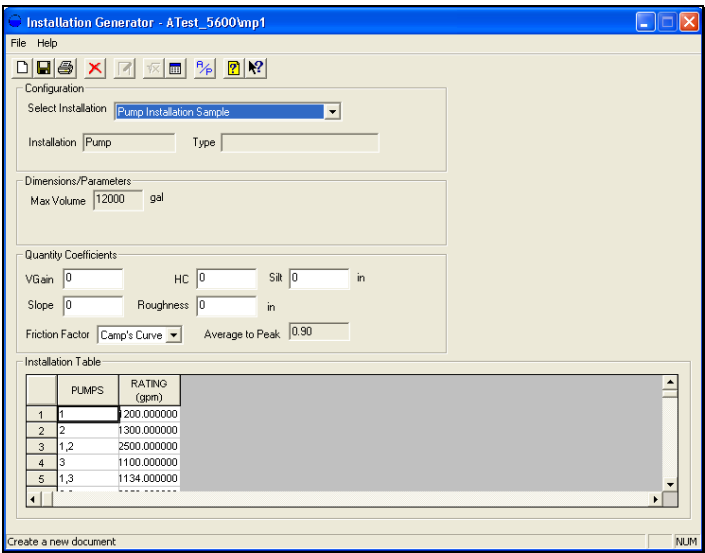 Installation Generator - ATest_5600\mp1
File Help
Configuration
Select Installation Pump Installation Sample
Installation Pump Type
Dimensions/Parameters
Max Volume 12000 gal
Quantity Coefficients
VGain 0 HC 0 Silt 0 in
Slope 0 Roughness 0 in
Friction Factor Camp's Curve Average to Peak 0.90
Installation Table
PUMPS RATING
(gpm)
1 1 1200.000000
2 2 1300.000000
3 1,2 2500.000000
4 3 1100.000000
5 1,3 1134.000000
Create a new document NUM